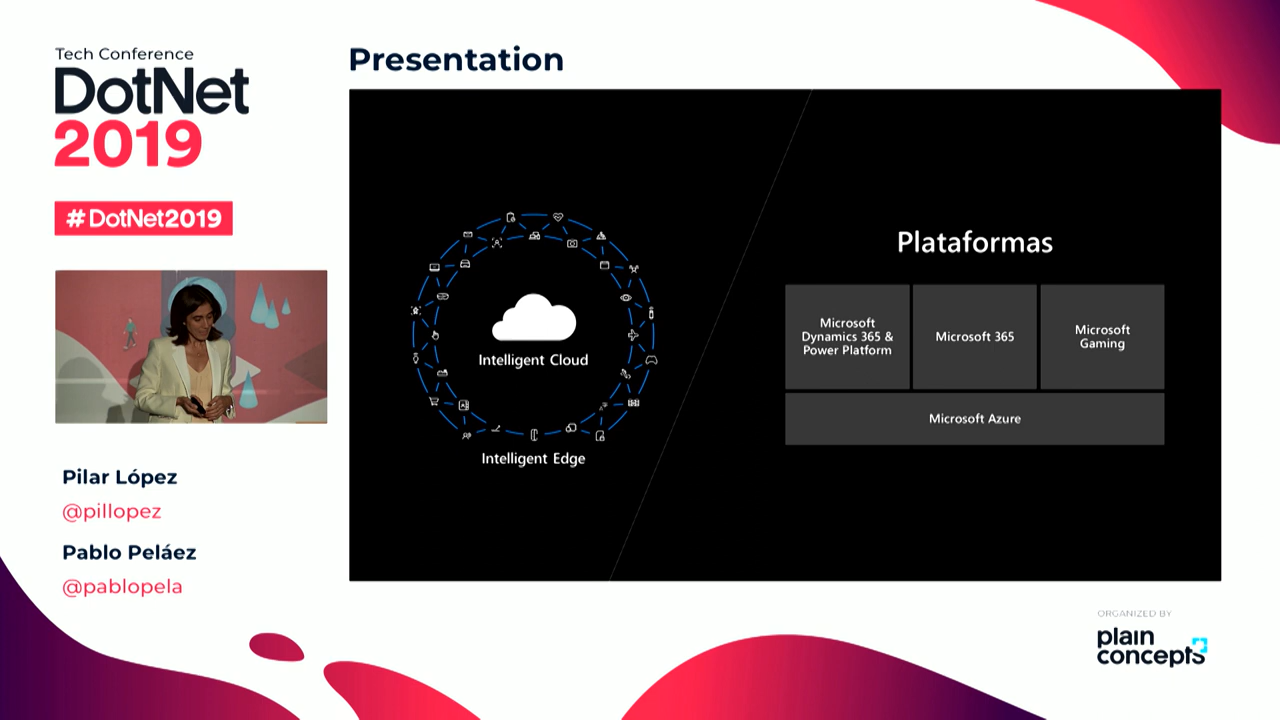 Tech Conference
DotNet
2019
#DotNet2019
Pilar López
@pillopez
Pablo Peláez
@pablopela
Presentation
Intelligent Cloud
Intelligent Edge
Plataformas
Microsoft
Dynamics 365 &
Power Platform
Microsoft 365
Microsoft
Gaming
Microsoft Azure
ORGANIZED BY
plain
concepts